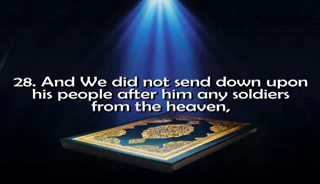 28. And We did not send down upon
his people after him any soldiers
from the heaven,